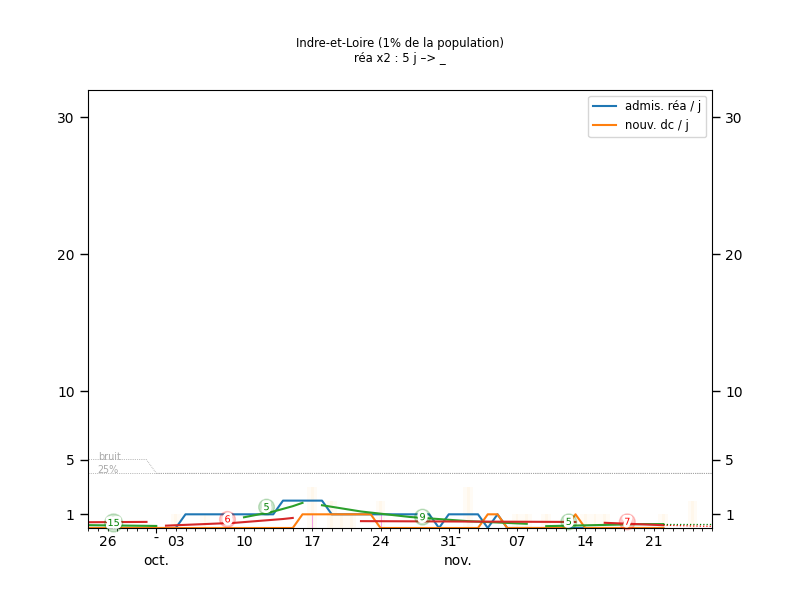 Indre-et-Loire (1% de la population)
réa x2 : 5 j –> _
admis. réa / j
nouv. dc / j
30 30
20 20
10 10
5 5
1 1
bruit
25%
15 6 5 9 5 7
26 - 03 10 17 24 31 07 14 21
oct. nov.